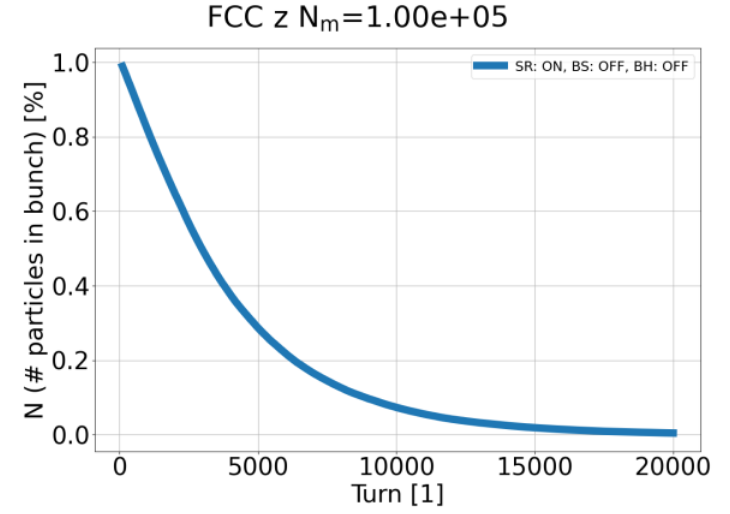 FCC z Nm=1.00e+05
SR: ON, BS: OFF, BH: OFF
N (# particles in bunch) [%]
1.0
0.8
0.6
0.4
0.2
0.0
0 5000 10000 15000 20000
Turn [1]